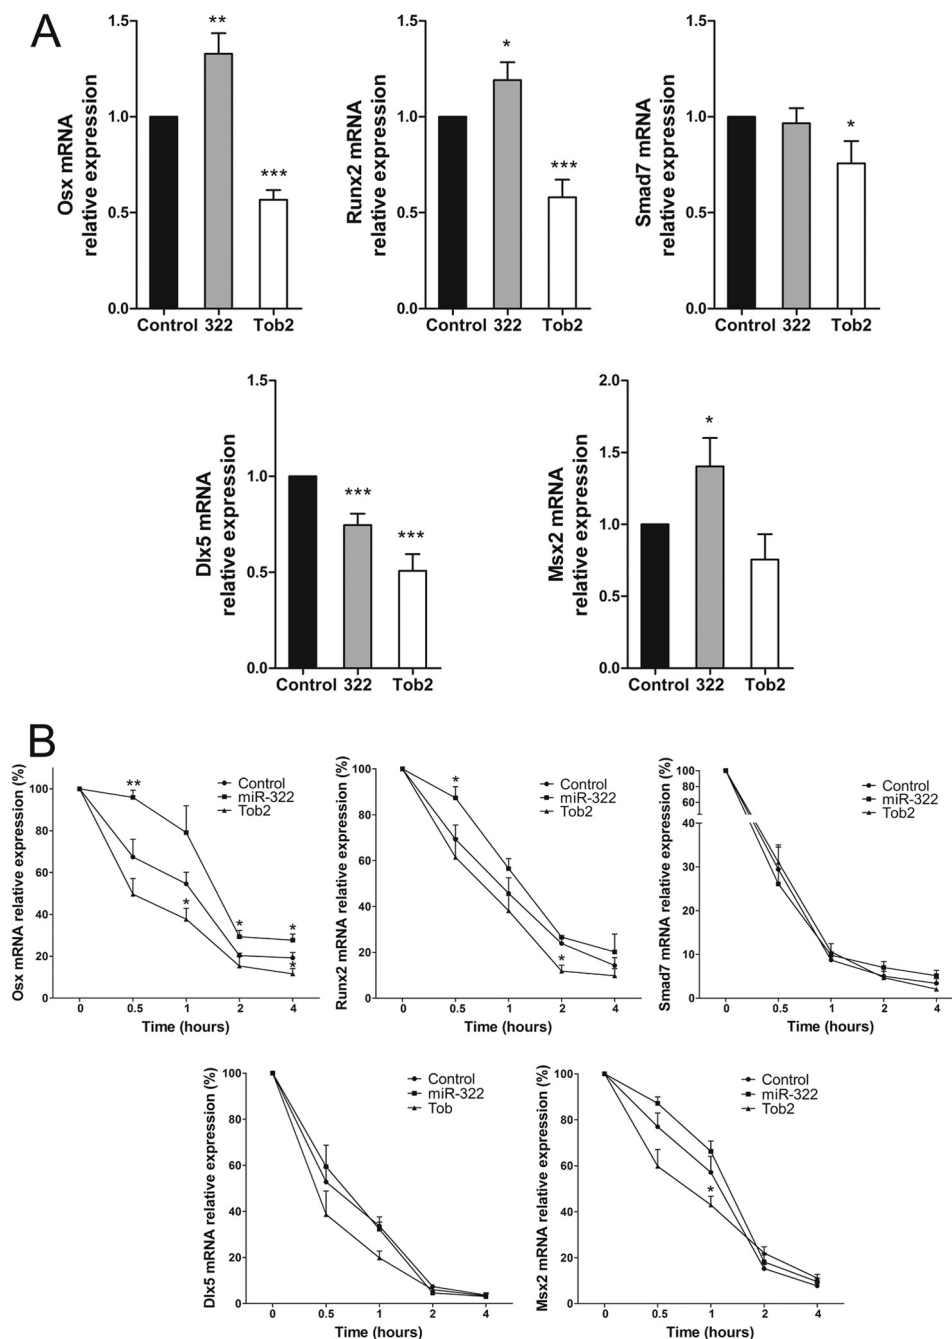 A
Osx mRNA
relative expression
1.5
1.0
0.5
0.0
**
***
Control 322 Tob2
Runx2 mRNA
relative expression
1.5
1.0
0.5
0.0
*
***
Control 322 Tob2
Smad7 mRNA
relative expression
1.5
1.0
0.5
0.0
*
Control 322 Tob2
Dlx5 mRNA
relative expression
1.5
1.0
0.5
0.0
***
***
Control 322 Tob2
Msx2 mRNA
relative expression
2.0
1.5
1.0
0.5
0.0
*
Control 322 Tob2
B
Osx mRNA relative expression (%)
100
80
60
40
20
0
**
*
*
*
*
Control
miR-322
Tob2
0 0.5 1 2 4
Time (hours)
Runx2 mRNA relative expression (%)
100
80
60
40
20
0
*
*
Control
miR-322
Tob2
0 0.5 1 2 4
Time (hours)
Smad7 mRNA relative expression (%)
100
80
60
40
30
20
10
0
Control
miR-322
Tob2
0 0.5 1 2 4
Time (hours)
Dlx5 mRNA relative expression (%)
100
80
60
40
20
0
Control
miR-322
Tob
0 0.5 1 2 4
Time (hours)
Msx2 mRNA relative expression (%)
100
80
60
40
20
0
*
Control
miR-322
Tob2
0 0.5 1 2 4
Time (hours)